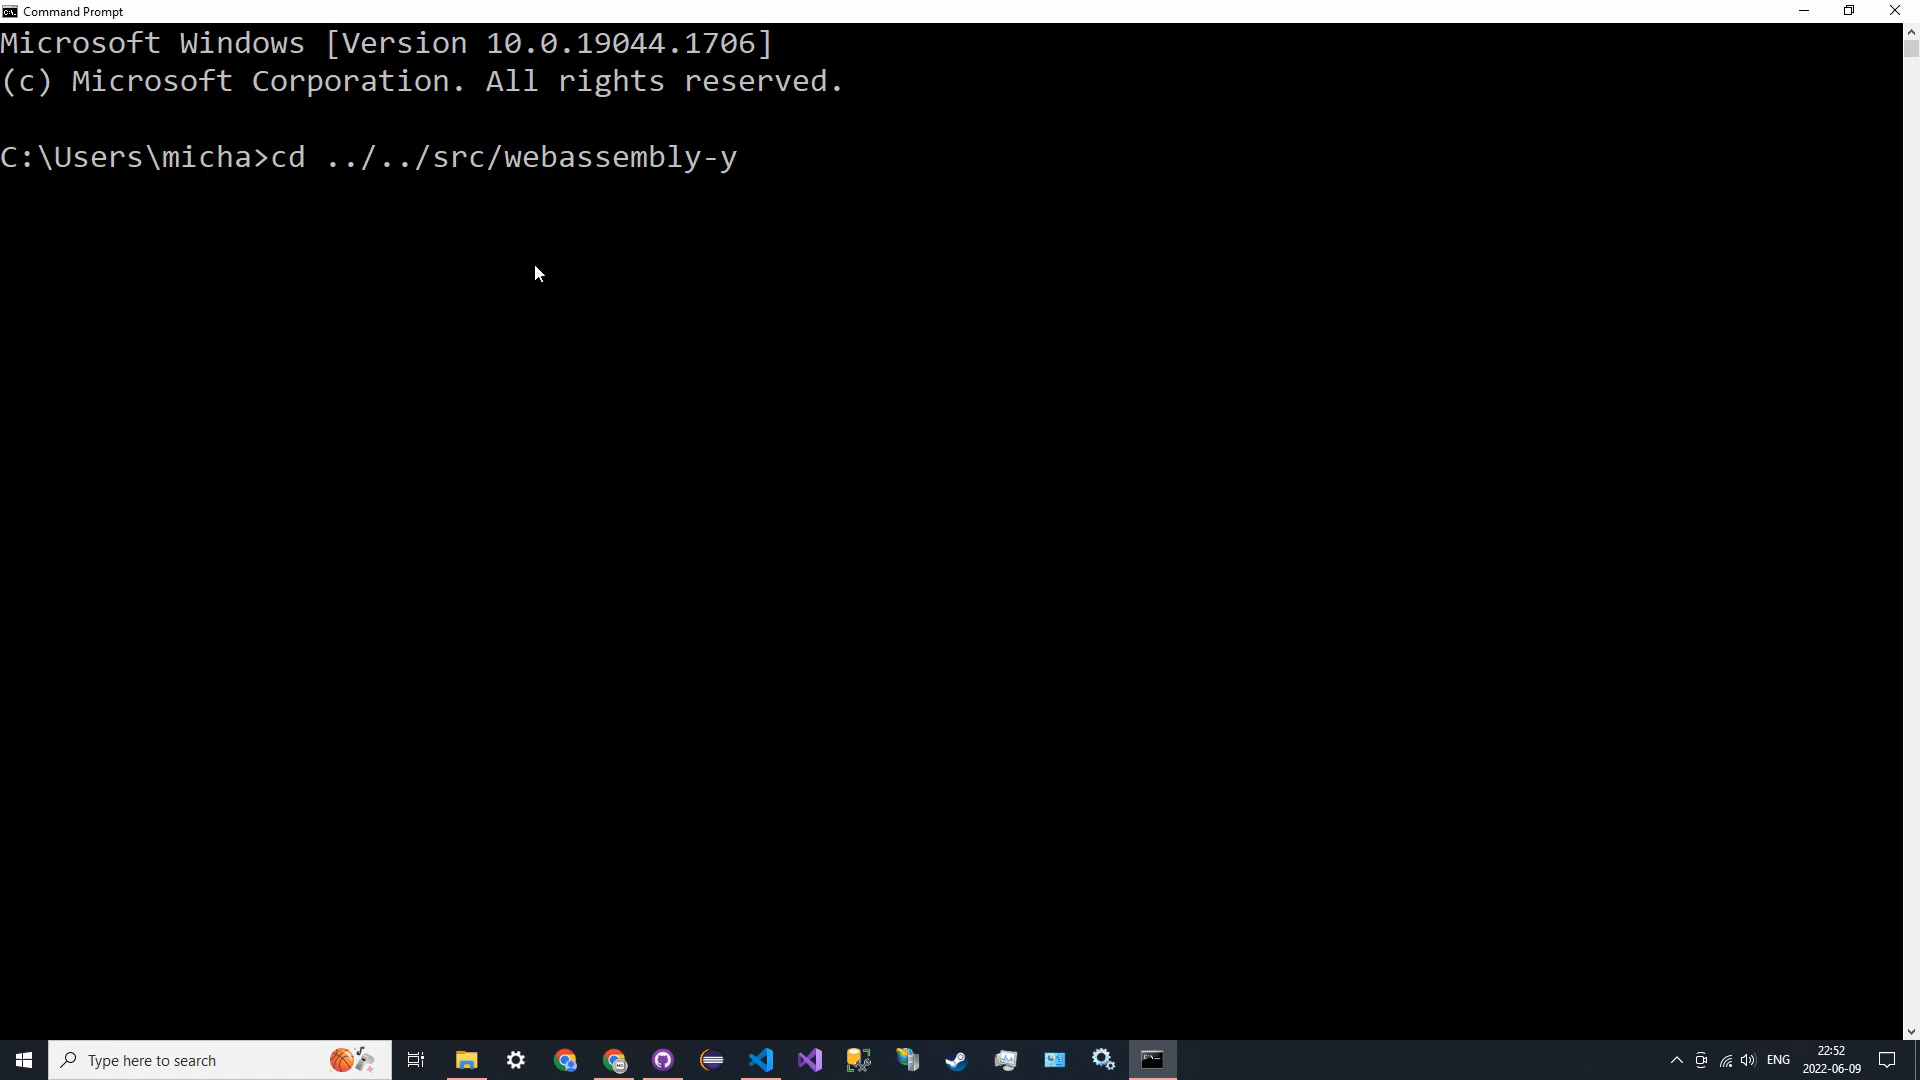 Command Prompt
Microsoft Windows [Version 10.0.19044.1706]
(c) Microsoft Corporation. All rights reserved.
C:\Users\micha>cd ../../src/webassembly-y
Type here to search
ENG
22:52
2022-06-09